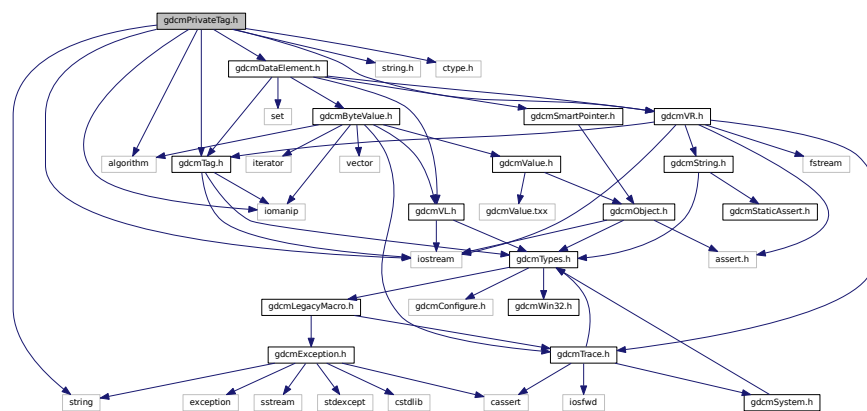 gdcmPrivateTag.h
gdcmDataElement.h
string.h
ctype.h
set
gdcmByteValue.h
gdcmSmartPointer.h
gdcmVR.h
algorithm
gdcmTag.h
iterator
vector
gdcmValue.h
gdcmString.h
fstream
iomanip
gdcmVL.h
gdcmValue.txx
gdcmObject.h
gdcmStaticAssert.h
iostream
gdcmTypes.h
assert.h
gdcmLegacyMacro.h
gdcmConfigure.h
gdcmWin32.h
gdcmException.h
gdcmTrace.h
string
exception
sstream
stdexcept
cstdlib
cassert
iosfwd
gdcmSystem.h